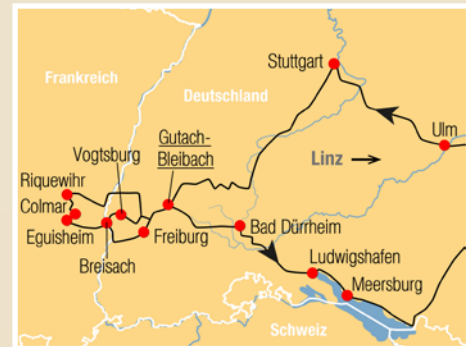 Stuttgart
Frankreich
Deutschland
Gutach-
Bleibach
Ulm
Vogtsburg
Linz
Riquewihr
Colmar
Eguisheim
Freiburg
Bad Dürrheim
Breisach
Ludwigshafen
Meersburg
Schweiz